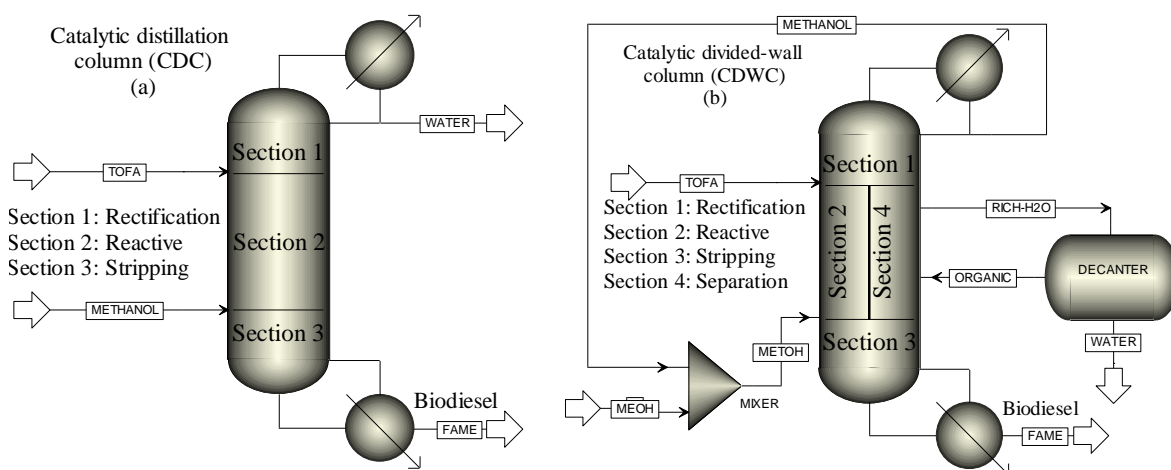 Catalytic distillation
column (CDC)
(a)
WATER
Section 1
TOFA
Section 1: Rectification
Section 2: Reactive
Section 3: Stripping
Section 2
METHANOL
Section 3
Biodiesel
FAME
METHANOL
Catalytic divided-wall
column (CDWC)
(b)
Section 1
TOFA
Section 1: Rectification
Section 2: Reactive
Section 3: Stripping
Section 4: Separation
Section 2
Section 4
RICH-H2O
DECANTER
ORGANIC
WATER
Section 3
METOH
MIXER
MEOH
Biodiesel
FAME